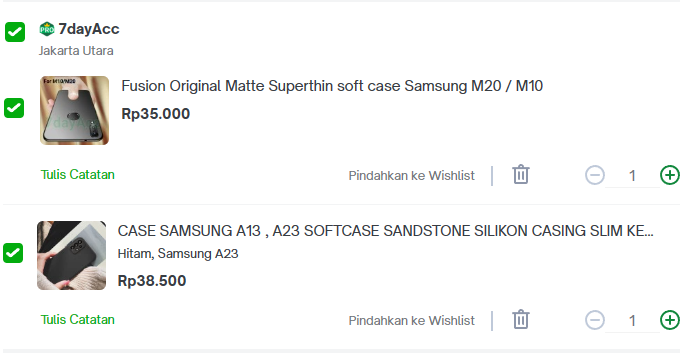 PRO 7dayAcc
Jakarta Utara
For M10/M20
7dayAcc
Fusion Original Matte Superthin soft case Samsung M20 / M10
Rp35.000
Tulis Catatan Pindahkan ke Wishlist 1
CASE SAMSUNG A13 , A23 SOFTCASE SANDSTONE SILIKON CASING SLIM KE...
Hitam, Samsung A23
Rp38.500
Tulis Catatan Pindahkan ke Wishlist 1